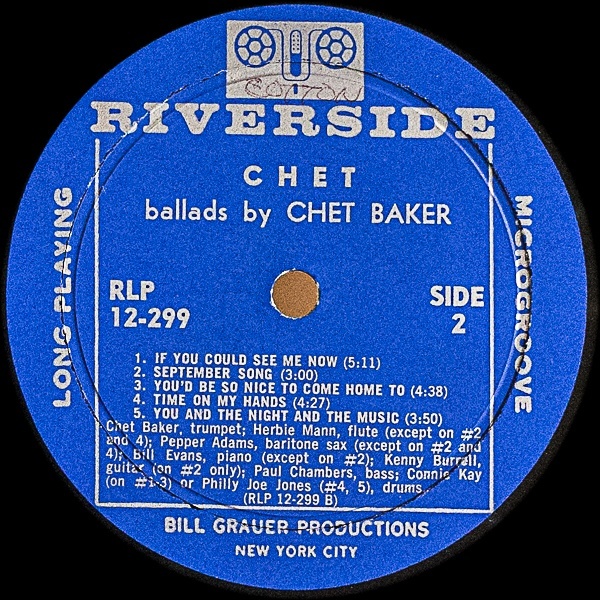 COTTON
RIVERSIDE
CHET
ballads by CHET BAKER
LONG PLAYING
MICROGROOVE
RLP
12-299
SIDE
2
1. IF YOU COULD SEE ME NOW (5:11)
2. SEPTEMBER SONG (3:00)
3. YOU'D BE SO NICE TO COME HOME TO (4:38)
4. TIME ON MY HANDS (4:27)
5. YOU AND THE NIGHT AND THE MUSIC (3:50)
Chet Baker, trumpet; Herbie Mann, flute (except on #2
and 4); Pepper Adams, baritone sax (except on #2 and
4); Bill Evans, piano (except on #2); Kenny Burrell,
guitar (on #2 only); Paul Chambers, bass; Connie Kay
(on #1-3) or Philly Joe Jones (#4, 5), drums.
(RLP 12-299 B)
BILL GRAUER PRODUCTIONS
NEW YORK CITY